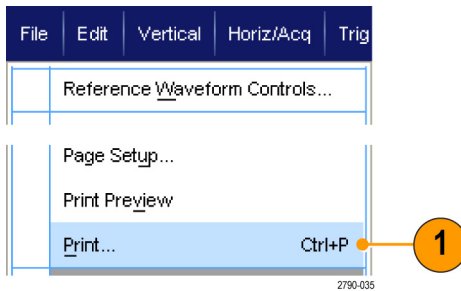 File Edit Vertical Horiz/Acq Trig
Reference Waveform Controls...
Page Setup...
Print Preview
Print... Ctrl+P
1
2790-035